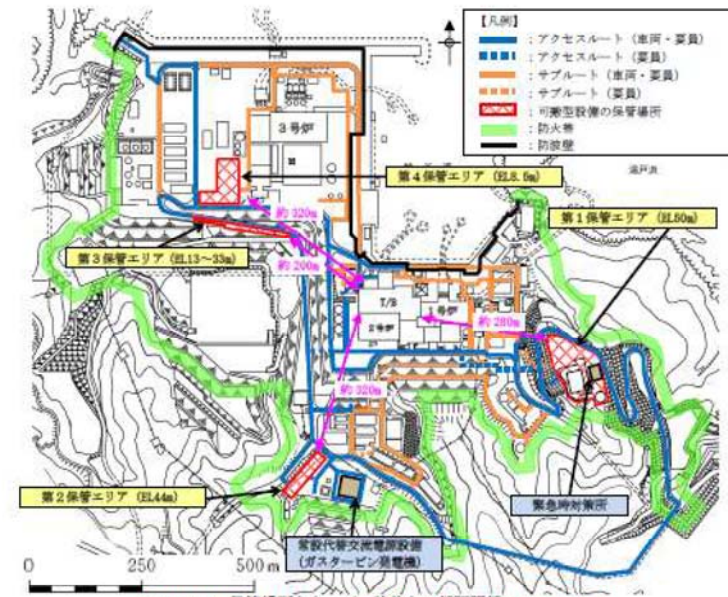 【凡例】
：アクセスルート（車両・要員）
：アクセスルート（要員）
：サブルート（車両・要員）
：サブルート（要員）
：可搬型設備の保管場所
：防火帯
：防波壁
3号炉
第4保管エリア（EL8.5m）
第1保管エリア（EL50m）
約320m
第3保管エリア（EL13～33m）
約200m
T/B
号炉
2号炉
約280m
約320m
第2保管エリア（EL44m）
緊急時対策所
常設代替交流電源設備
（ガスタービン発電機）
0 250 500 m